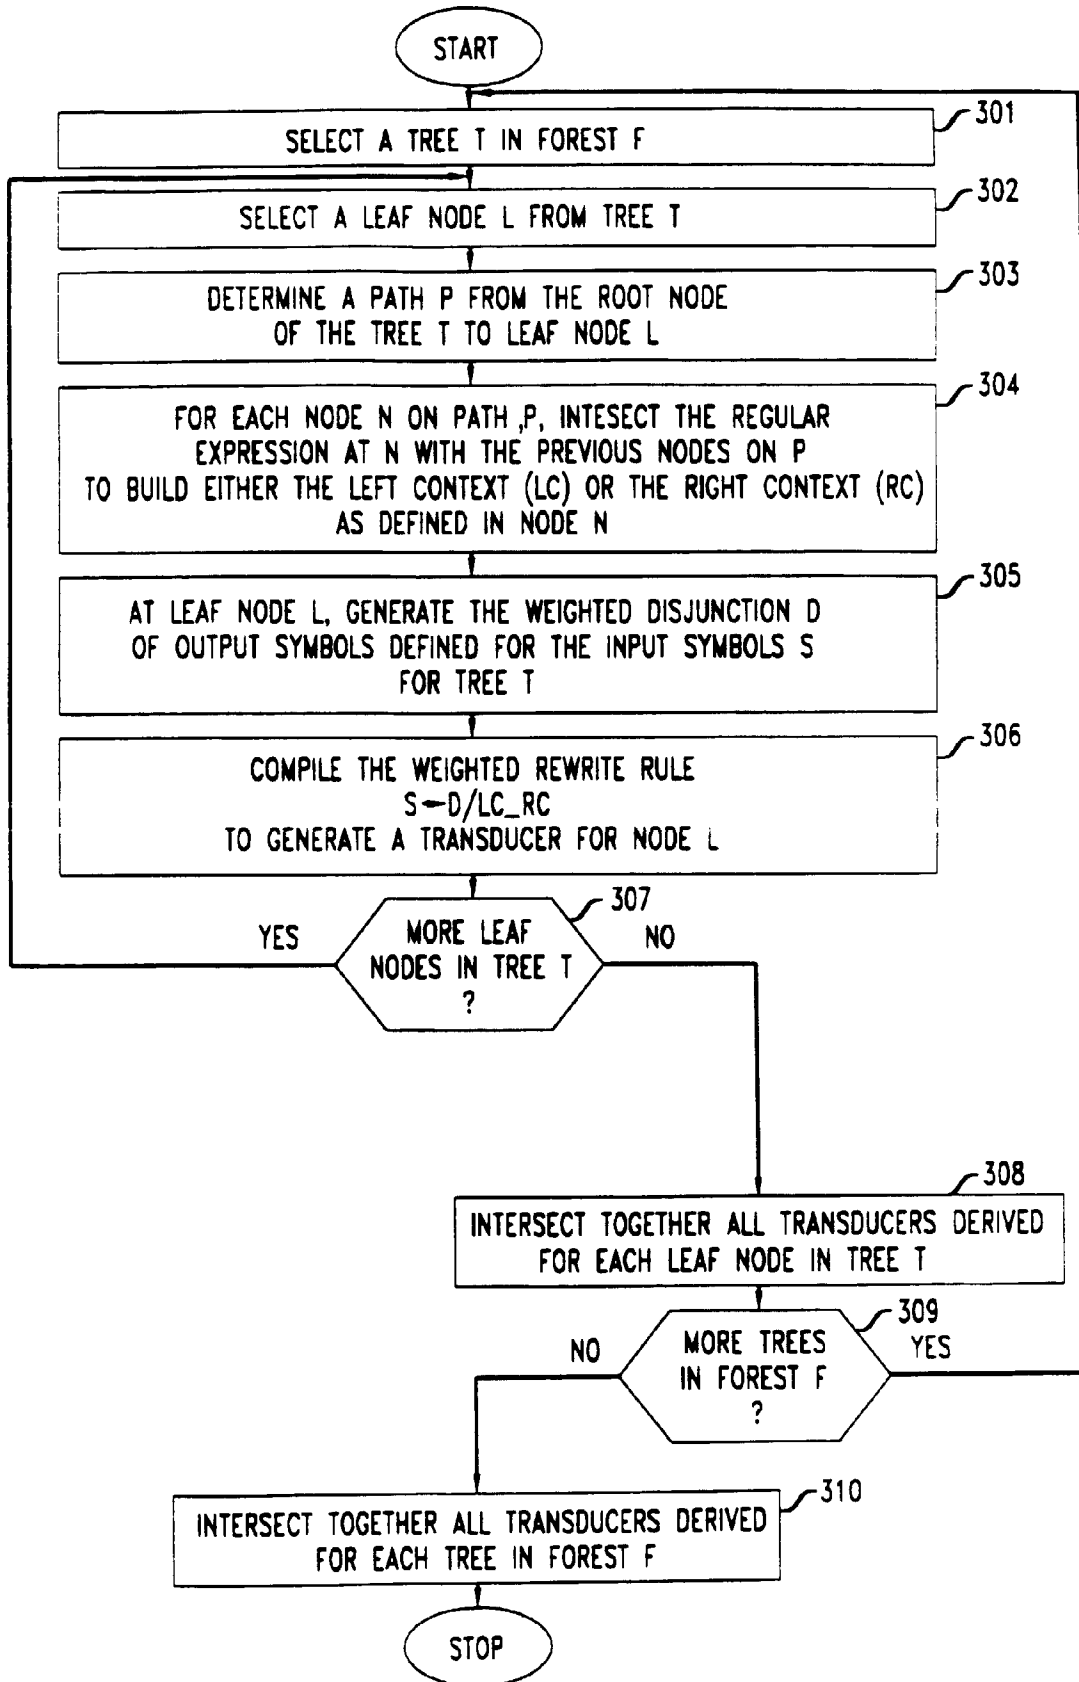 START
301
SELECT A TREE T IN FOREST F
302
SELECT A LEAF NODE L FROM TREE T
303
DETERMINE A PATH P FROM THE ROOT NODE
OF THE TREE T TO LEAF NODE L
304
FOR EACH NODE N ON PATH ,P, INTESECT THE REGULAR
EXPRESSION AT N WITH THE PREVIOUS NODES ON P
TO BUILD EITHER THE LEFT CONTEXT (LC) OR THE RIGHT CONTEXT (RC)
AS DEFINED IN NODE N
305
AT LEAF NODE L, GENERATE THE WEIGHTED DISJUNCTION D
OF OUTPUT SYMBOLS DEFINED FOR THE INPUT SYMBOLS S
FOR TREE T
306
COMPILE THE WEIGHTED REWRITE RULE
S←D/LC_RC
TO GENERATE A TRANSDUCER FOR NODE L
307
YES
MORE LEAF
NODES IN TREE T
?
NO
308
INTERSECT TOGETHER ALL TRANSDUCERS DERIVED
FOR EACH LEAF NODE IN TREE T
309
NO
MORE TREES
IN FOREST F
?
YES
310
INTERSECT TOGETHER ALL TRANSDUCERS DERIVED
FOR EACH TREE IN FOREST F
STOP